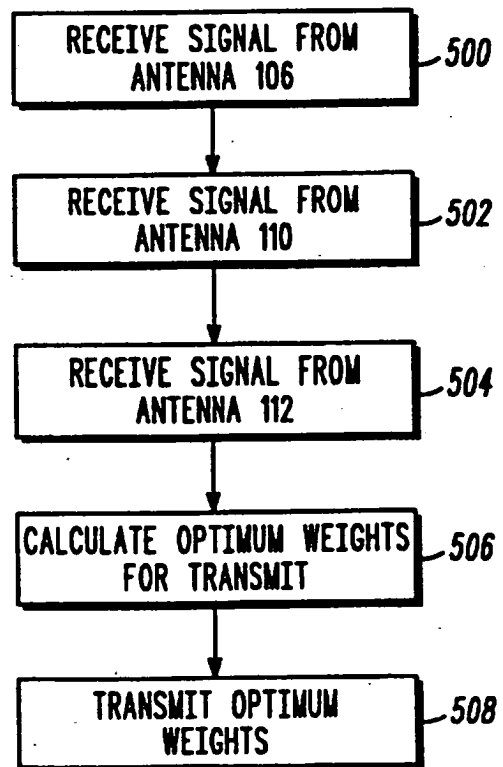 RECEIVE SIGNAL FROM
ANTENNA 106
500
RECEIVE SIGNAL FROM
ANTENNA 110
502
RECEIVE SIGNAL FROM
ANTENNA 112
504
CALCULATE OPTIMUM WEIGHTS
FOR TRANSMIT
506
TRANSMIT OPTIMUM
WEIGHTS
508